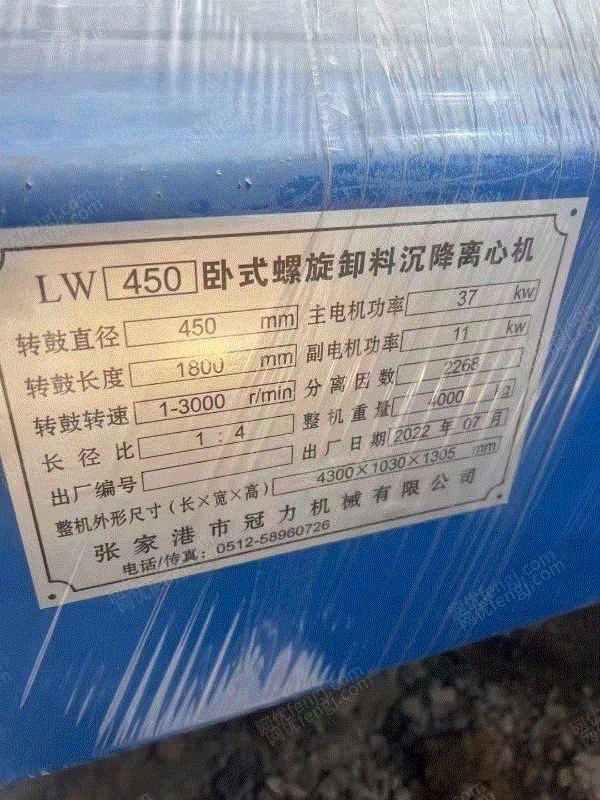 LW 450 卧式螺旋卸料沉降离心机
转鼓直径 450 mm 主电机功率 37 kw
转鼓长度 1800 mm 副电机功率 11 kw
转鼓转速 1-3000 r/min 分离因数 2268
长径比 1:4 整机重量 4000 kg
出厂编号 出厂日期 2022 年 07 月
整机外形尺寸(长×宽×高) 4300×1030×1305 mm
张家港市冠力机械有限公司
电话/传真: 0512-58960726